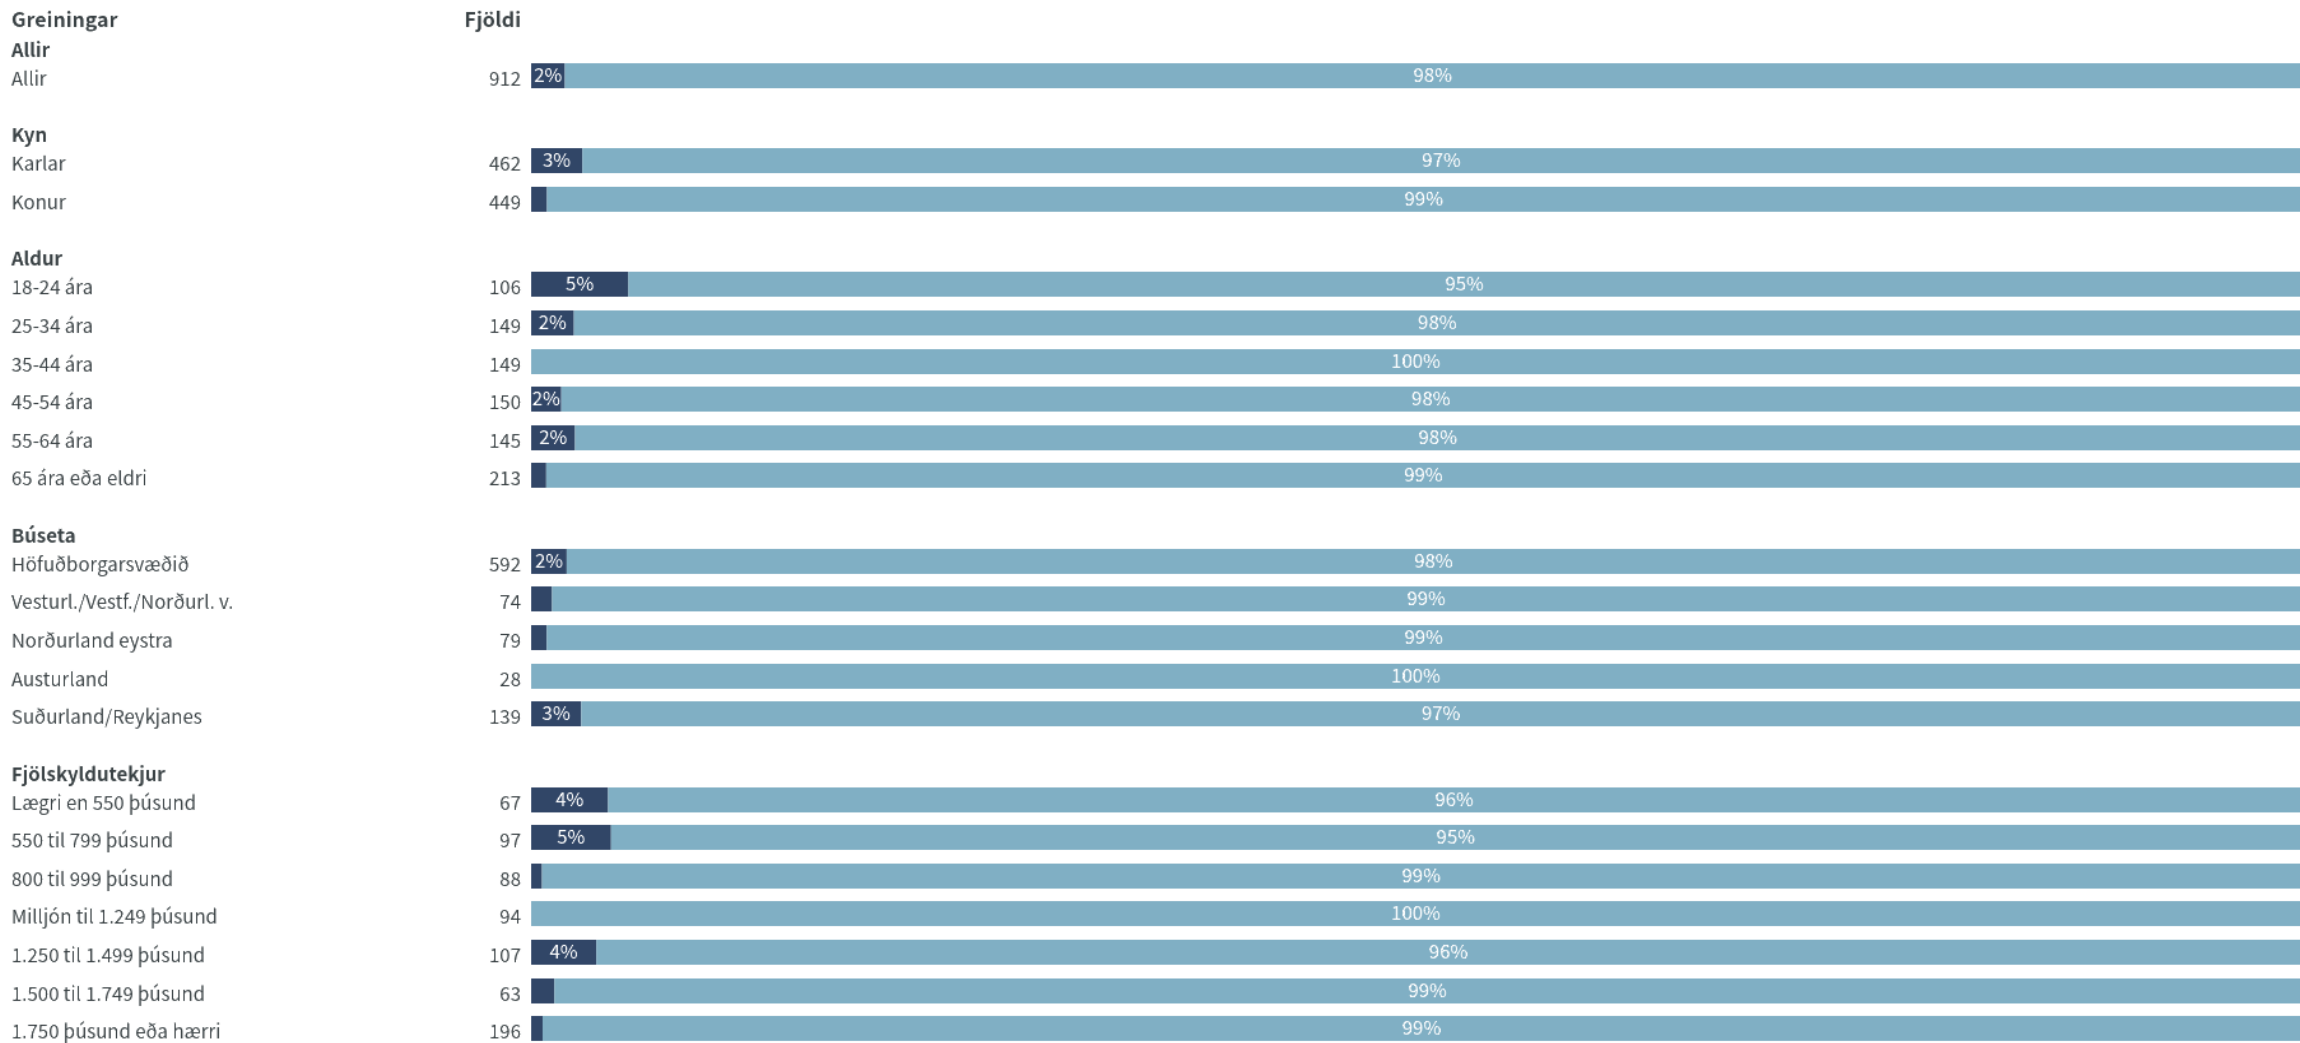 Greiningar Fjöldi
Allir
Allir 912 2% 98%
Kyn
Karlar 462 3% 97%
Konur 449 99%
Aldur
18-24 ára 106 5% 95%
25-34 ára 149 2% 98%
35-44 ára 149 100%
45-54 ára 150 2% 98%
55-64 ára 145 2% 98%
65 ára eða eldri 213 99%
Búseta
Höfuðborgarsvæðið 592 2% 98%
Vesturl./Vestf./Norðurl. v. 74 99%
Norðurland eystra 79 99%
Austurland 28 100%
Suðurland/Reykjanes 139 3% 97%
Fjölskyldutekjur
Lægri en 550 þúsund 67 4% 96%
550 til 799 þúsund 97 5% 95%
800 til 999 þúsund 88 99%
Milljón til 1.249 þúsund 94 100%
1.250 til 1.499 þúsund 107 4% 96%
1.500 til 1.749 þúsund 63 99%
1.750 þúsund eða hærri 196 99%